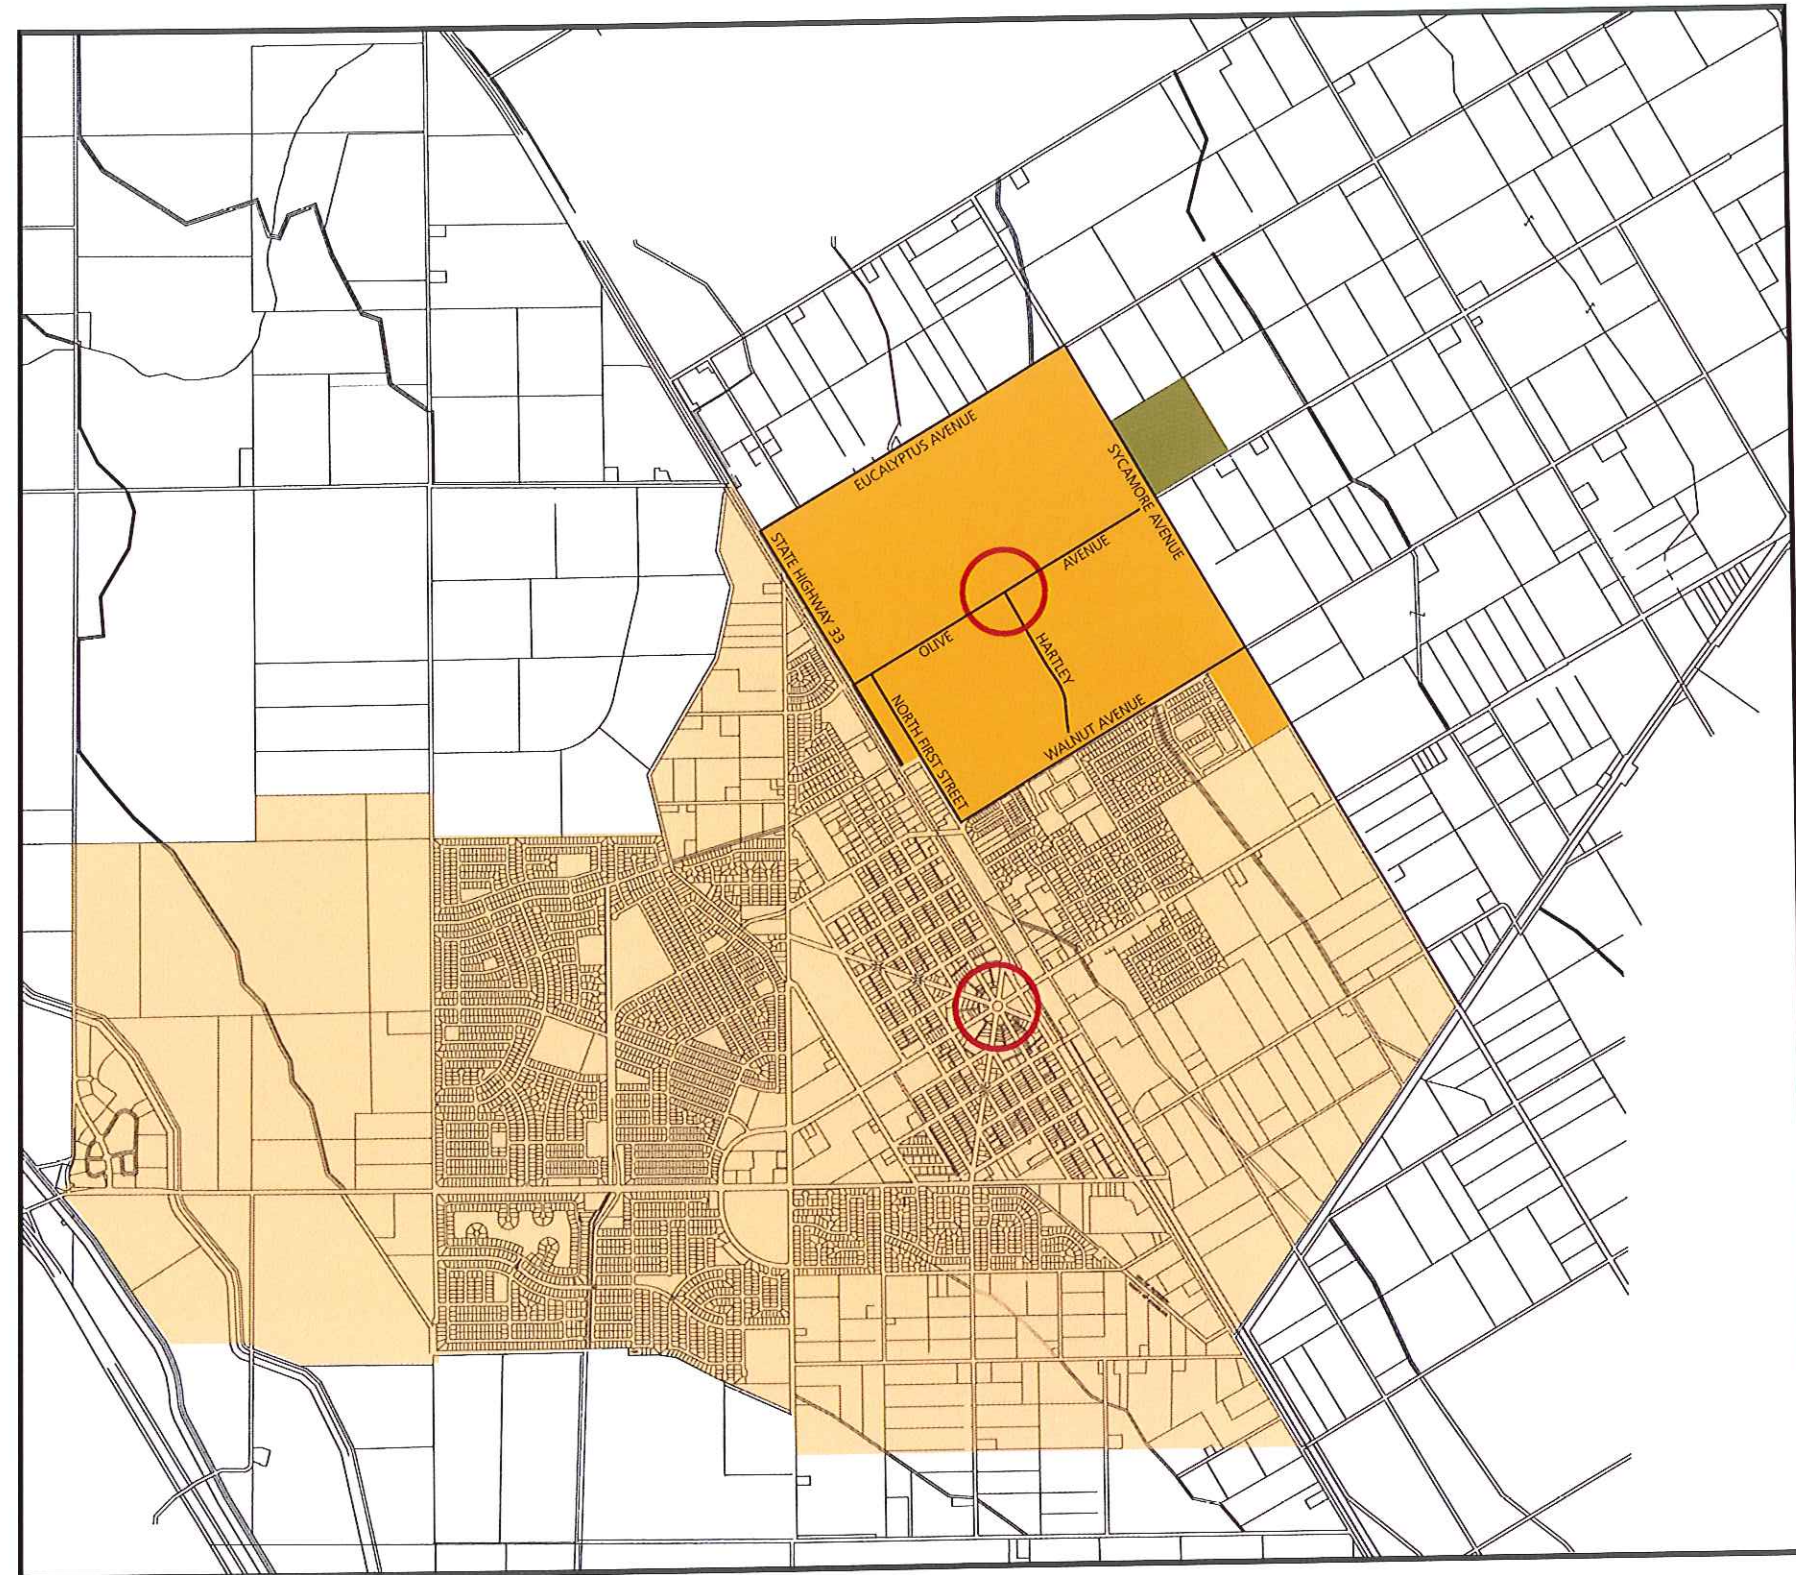 EUCALYPTUS AVENUE
SYCAMORE AVENUE
STATE HIGHWAY 33
OLIVE AVENUE
HARTLEY
NORTH FIRST STREET
WALNUT AVENUE